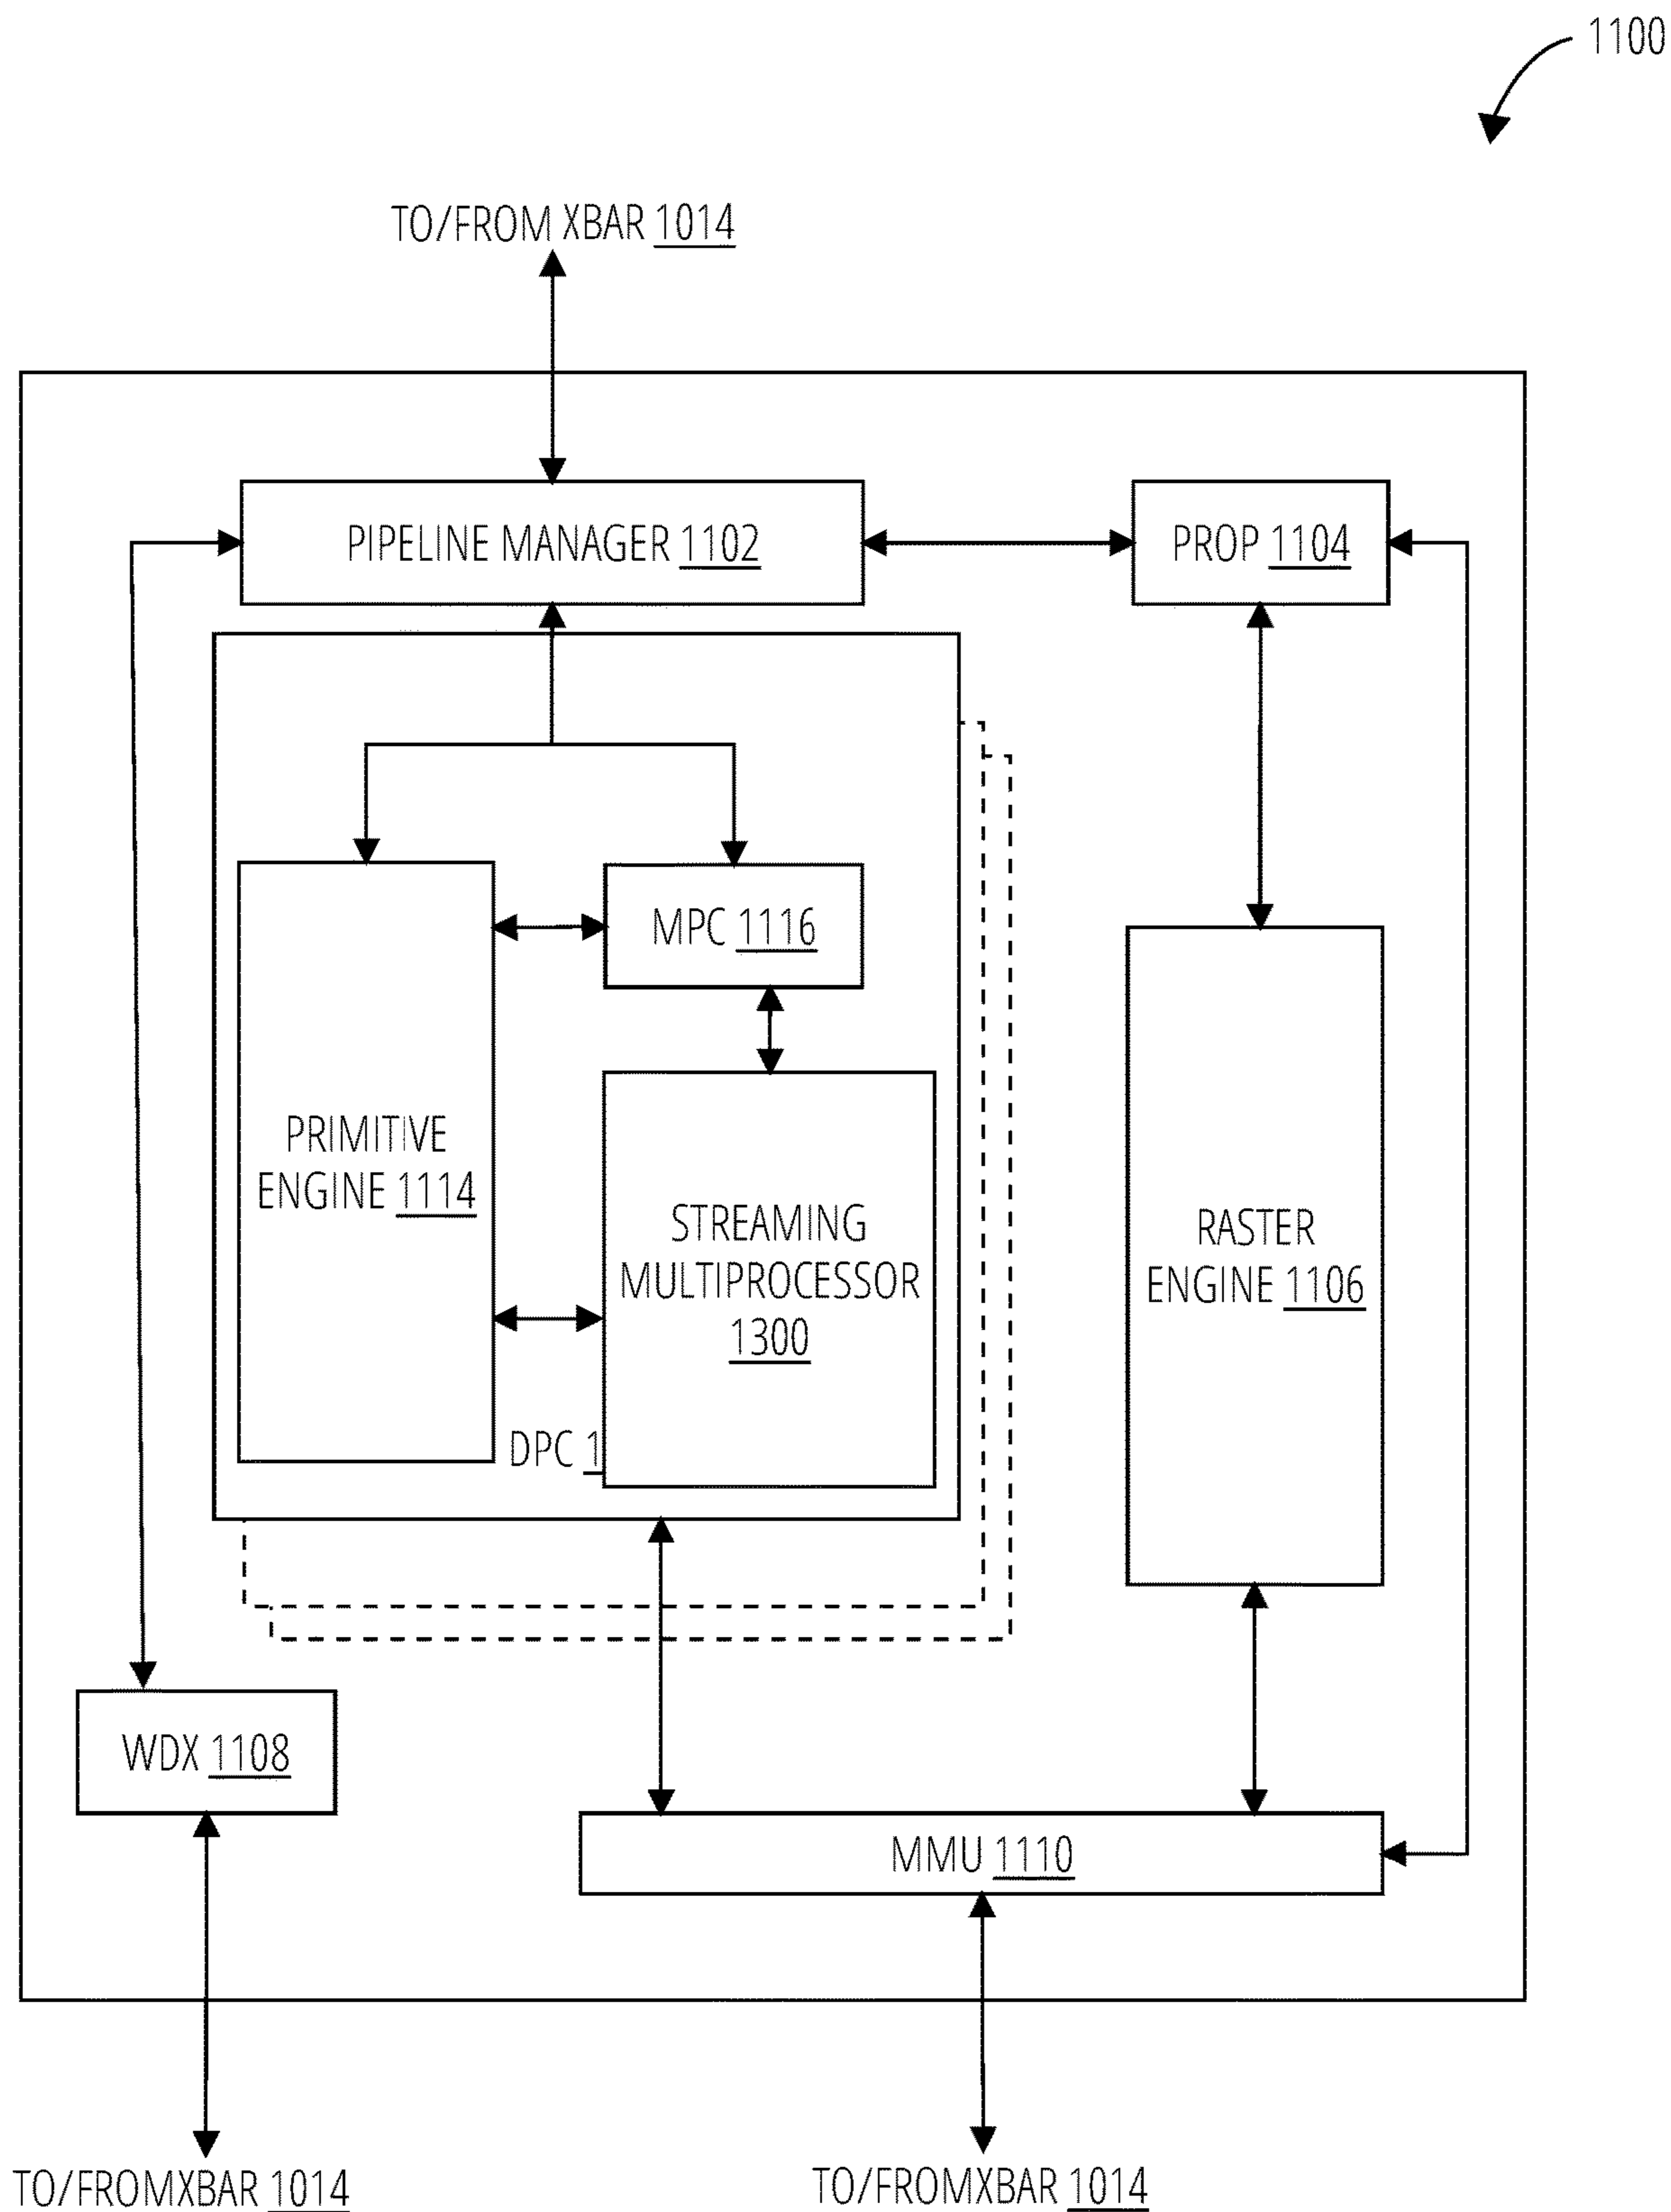 1100
TO/FROM XBAR 1014
PIPELINE MANAGER 1102
PROP 1104
MPC 1116
PRIMITIVE
ENGINE 1114
STREAMING
MULTIPROCESSOR
1300
RASTER
ENGINE 1106
DPC 1
WDX 1108
MMU 1110
TO/FROMXBAR 1014
TO/FROMXBAR 1014